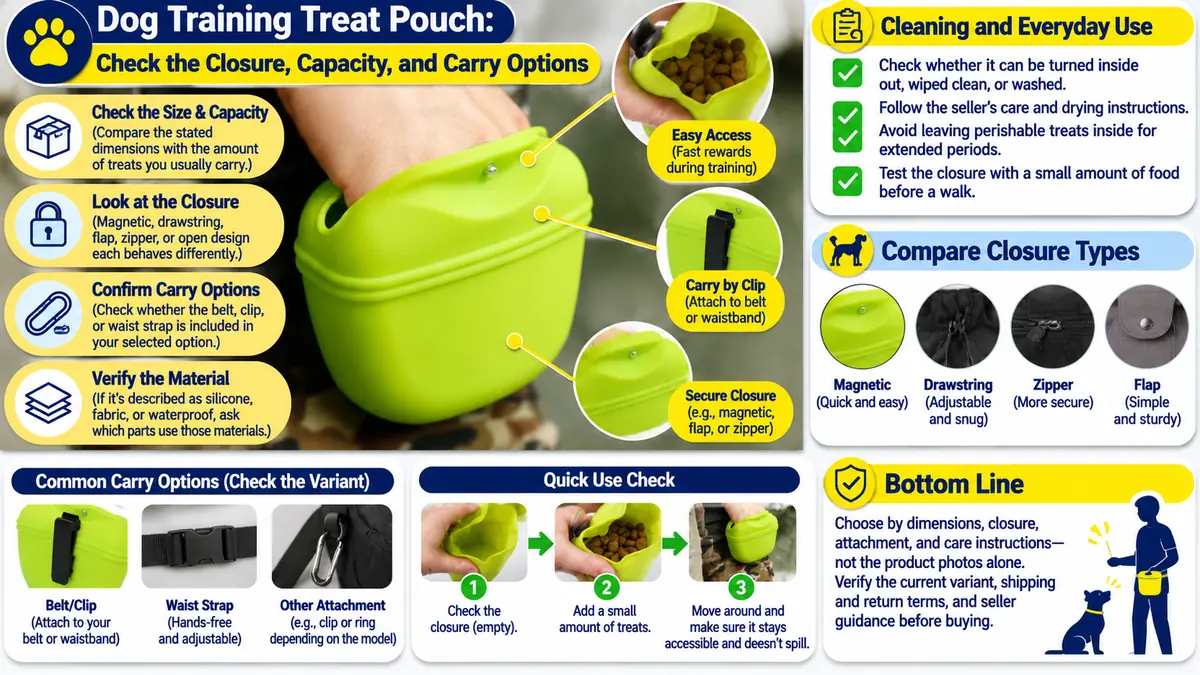 Dog Training Treat Pouch:
Check the Closure, Capacity, and Carry Options
Check the Size & Capacity
(Compare the stated
dimensions with the amount
of treats you usually carry.)
Look at the Closure
(Magnetic, drawstring,
flap, zipper, or open design
each behaves differently.)
Confirm Carry Options
(Check whether the belt, clip,
or waist strap is included in
your selected option.)
Verify the Material
(If it's described as silicone,
fabric, or waterproof, ask
which parts use those materials.)
Easy Access
(Fast rewards
during training)
Carry by Clip
(Attach to belt
or waistband)
Secure Closure
(e.g., magnetic,
flap, or zipper)
Cleaning and Everyday Use
Check whether it can be turned inside
out, wiped clean, or washed.
Follow the seller's care and drying instructions.
Avoid leaving perishable treats inside for
extended periods.
Test the closure with a small amount of food
before a walk.
Compare Closure Types
Magnetic
(Quick and easy)
Drawstring
(Adjustable
and snug)
Zipper
(More secure)
Flap
(Simple
and sturdy)
Common Carry Options (Check the Variant)
Belt/Clip
(Attach to your
belt or waistband)
Waist Strap
(Hands-free
and adjustable)
Other Attachment
(e.g., clip or ring
depending on the model)
Quick Use Check
1
Check the
closure (empty).
2
Add a small
amount of treats.
3
Move around and
make sure it stays
accessible and doesn't spill.
Bottom Line
Choose by dimensions, closure,
attachment, and care instructions—
not the product photos alone.
Verify the current variant, shipping
and return terms, and seller
guidance before buying.